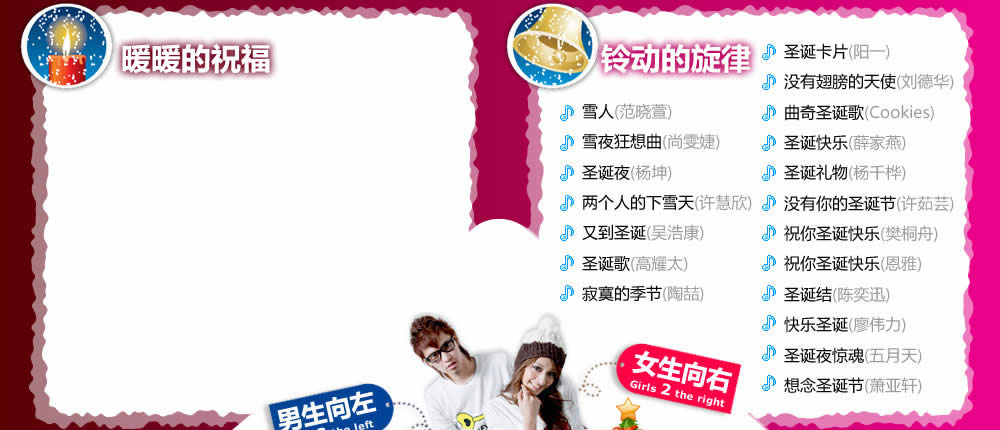 暖暖的祝福
铃动的旋律
雪人(范晓萱)
雪夜狂想曲(尚雯婕)
圣诞夜(杨坤)
两个人的下雪天(许慧欣)
又到圣诞(吴浩康)
圣诞歌(高耀太)
寂寞的季节(陶喆)
圣诞卡片(阳一)
没有翅膀的天使(刘德华)
曲奇圣诞歌(Cookies)
圣诞快乐(薛家燕)
圣诞礼物(杨千桦)
没有你的圣诞节(许茹芸)
祝你圣诞快乐(樊桐舟)
祝你圣诞快乐(恩雅)
圣诞结(陈奕迅)
快乐圣诞(廖伟力)
圣诞夜惊魂(五月天)
想念圣诞节(萧亚轩)
女生向右
Girls 2 the right
男生向左
the left